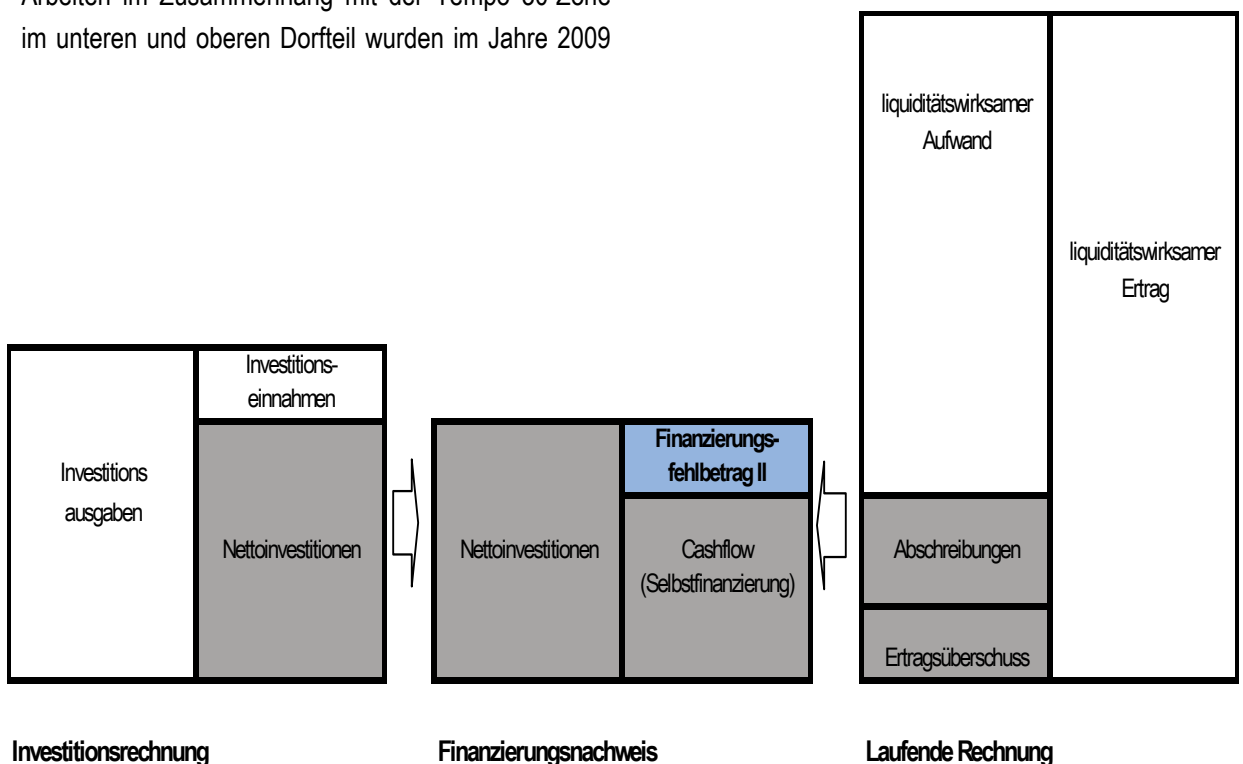 im unteren und oberen Dorfteil wurden im Jahre 2009
liquiditätswirksamer
Aufwand
liquiditätswirksamer
Ertrag
Investitions-
einnahmen
Investitions
ausgaben
Nettoinvestitionen
Nettoinvestitionen
Finanzierungs-
fehlbetrag II
Cashflow
(Selbstfinanzierung)
Abschreibungen
Ertragsüberschuss
Investitionsrechnung
Finanzierungsnachweis
Laufende Rechnung